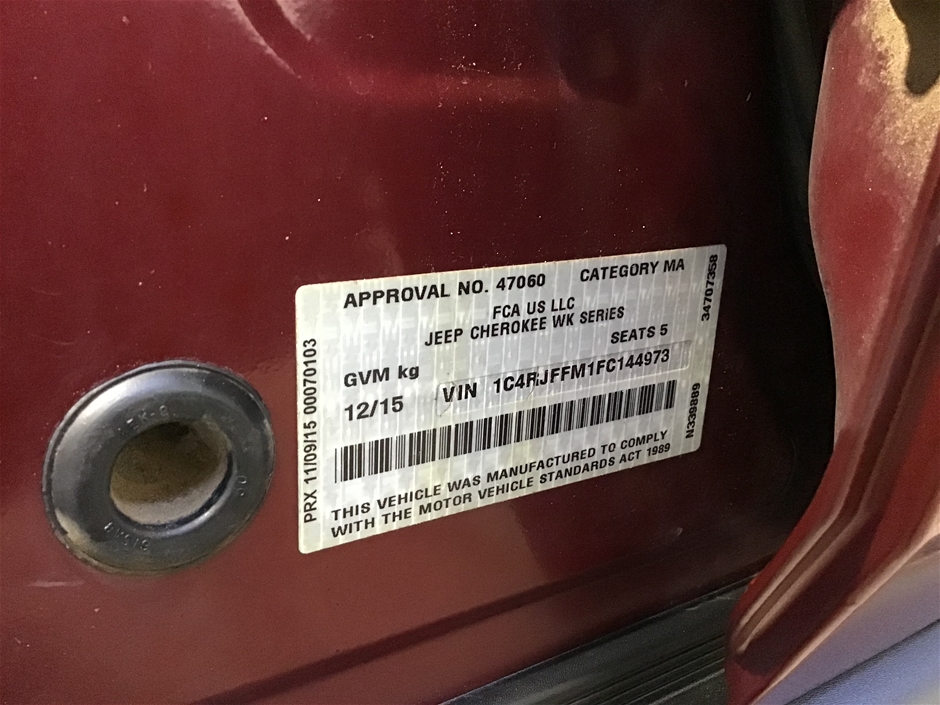 APPROVAL NO. 47060 CATEGORY MA
FCA US LLC
JEEP CHEROKEE WK SERIES
SEATS 5
GVM kg
12/15 VIN 1C4RJFFM1FC144973
THIS VEHICLE WAS MANUFACTURED TO COMPLY
WITH THE MOTOR VEHICLE STANDARDS ACT 1989
PRX 11/09/15 00070103
34707358
N339889